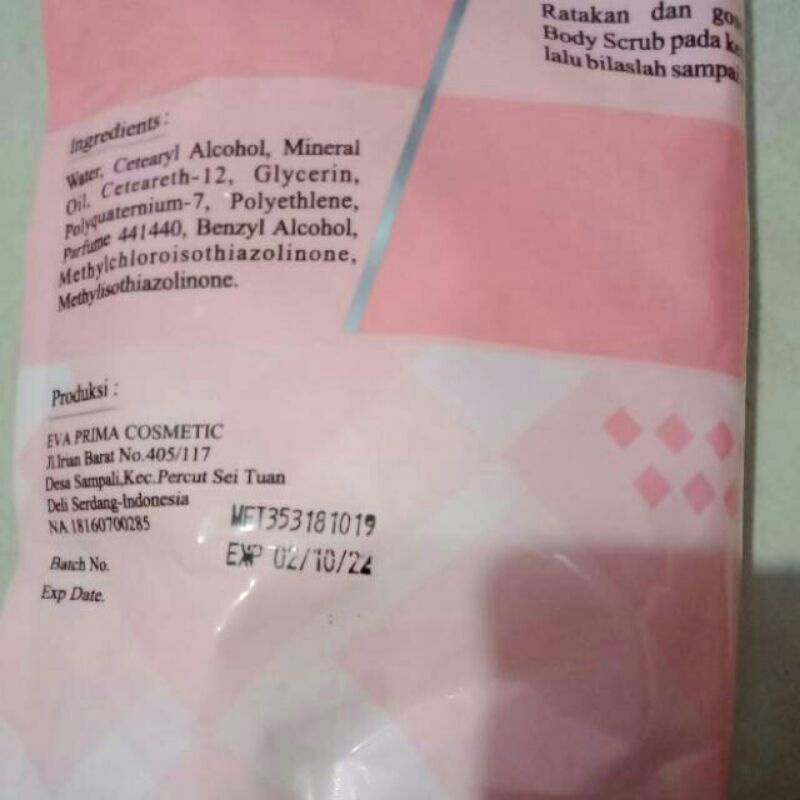 Ratakan dan
Body Scrub pada
lalu bilaslah sampai
Ingredients :
Water, Cetearyl Alcohol, Mineral
Oil, Ceteareth-12, Glycerin,
Polyquaternium-7, Polyethlene,
Parfume 441440, Benzyl Alcohol,
Methylchloroisothiazolinone,
Methylisothiazolinone.
Produksi :
EVA PRIMA COSMETIC
Jl.Irian Barat No.405/117
Desa Sampali,Kec.Percut Sei Tuan
Deli Serdang-Indonesia
NA 18160700285
Batch No. MET353181019
Exp Date. EXP 02/10/22